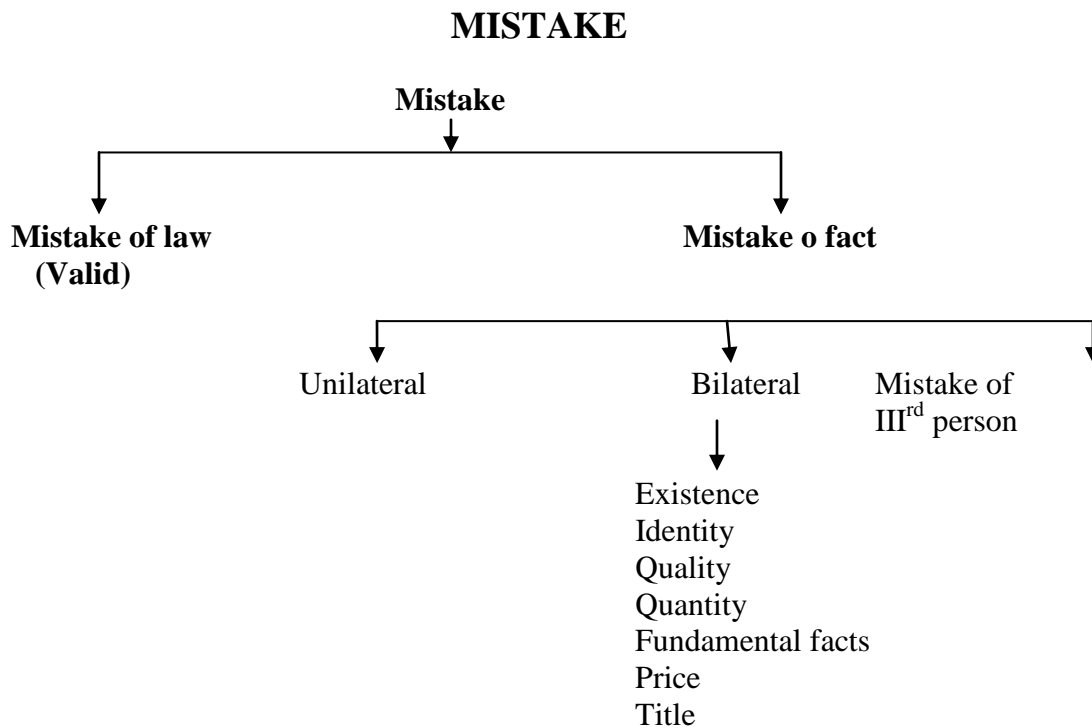 MISTAKE
Mistake
Mistake of law
(Valid)
Mistake o fact
Unilateral
Bilateral
Mistake of
IIIrd person
Existence
Identity
Quality
Quantity
Fundamental facts
Price
Title